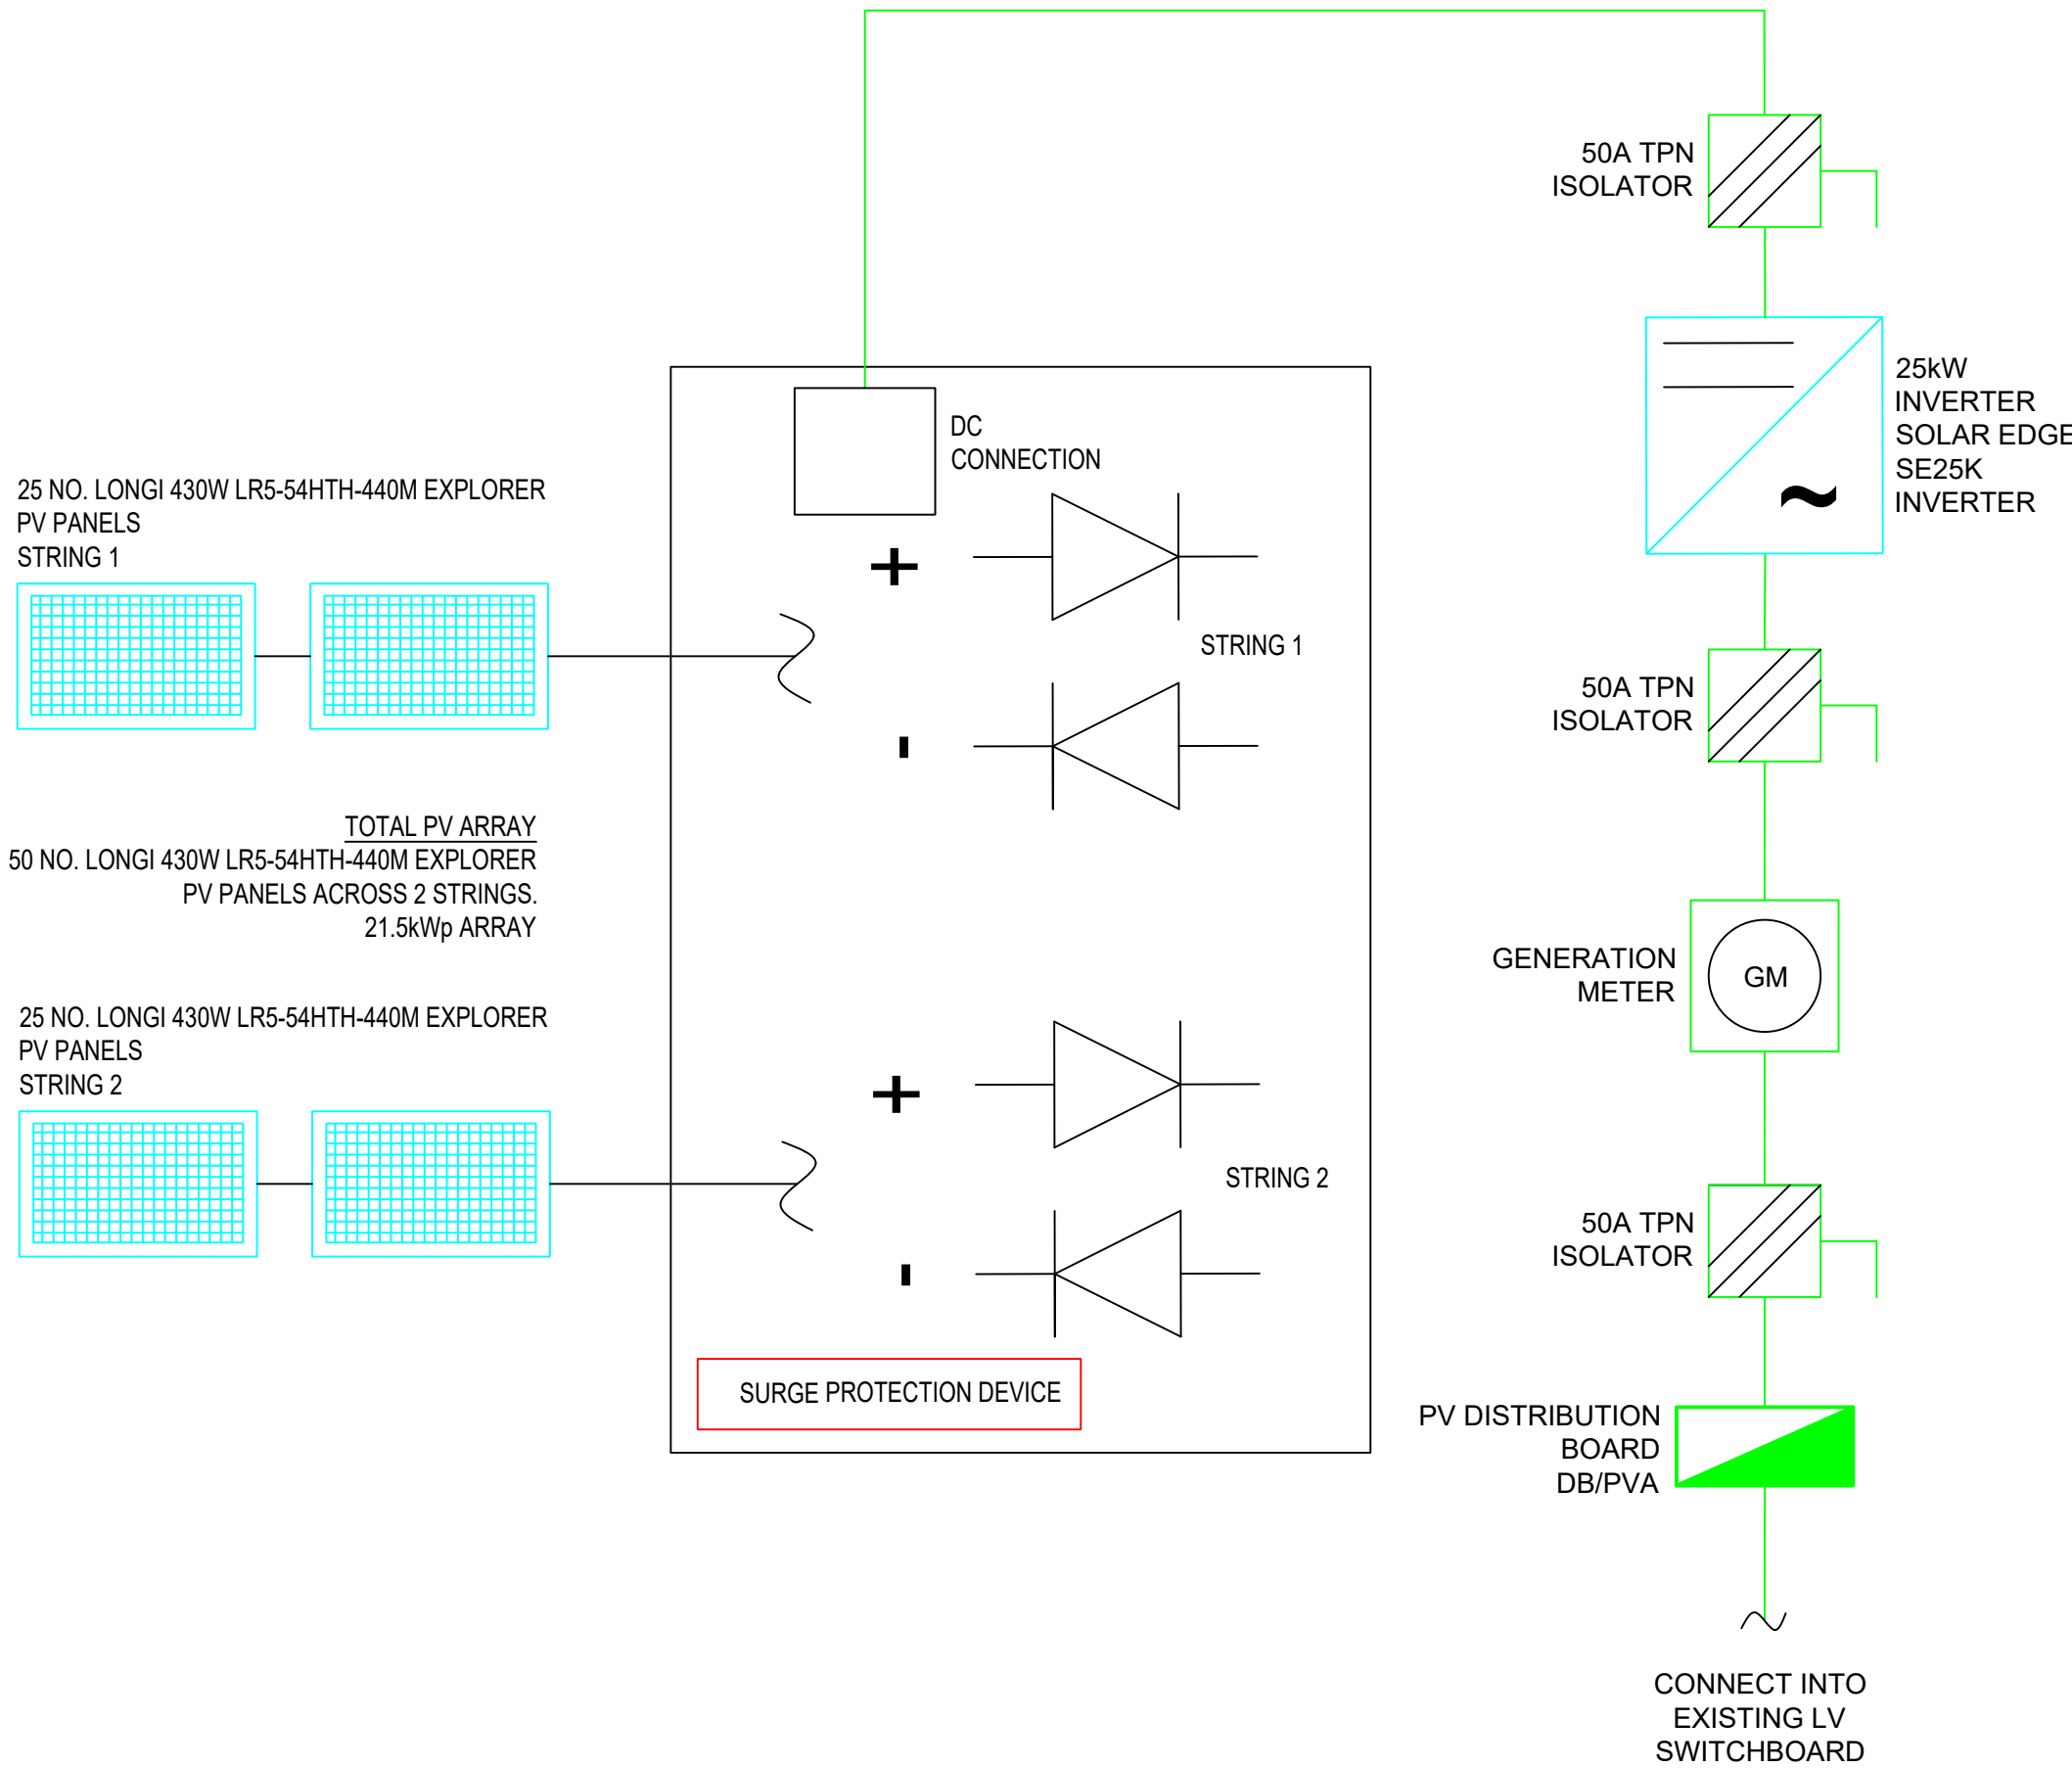 50A TPN
ISOLATOR
25kW
INVERTER
SOLAR EDGE
SE25K
INVERTER
~
DC
CONNECTION
25 NO. LONGI 430W LR5-54HTH-440M EXPLORER
PV PANELS
STRING 1
+
STRING 1
-
50A TPN
ISOLATOR
TOTAL PV ARRAY
50 NO. LONGI 430W LR5-54HTH-440M EXPLORER
PV PANELS ACROSS 2 STRINGS.
21.5kWp ARRAY
GENERATION
METER
GM
25 NO. LONGI 430W LR5-54HTH-440M EXPLORER
PV PANELS
STRING 2
+
STRING 2
-
50A TPN
ISOLATOR
SURGE PROTECTION DEVICE
PV DISTRIBUTION
BOARD
DB/PVA
CONNECT INTO
EXISTING LV
SWITCHBOARD